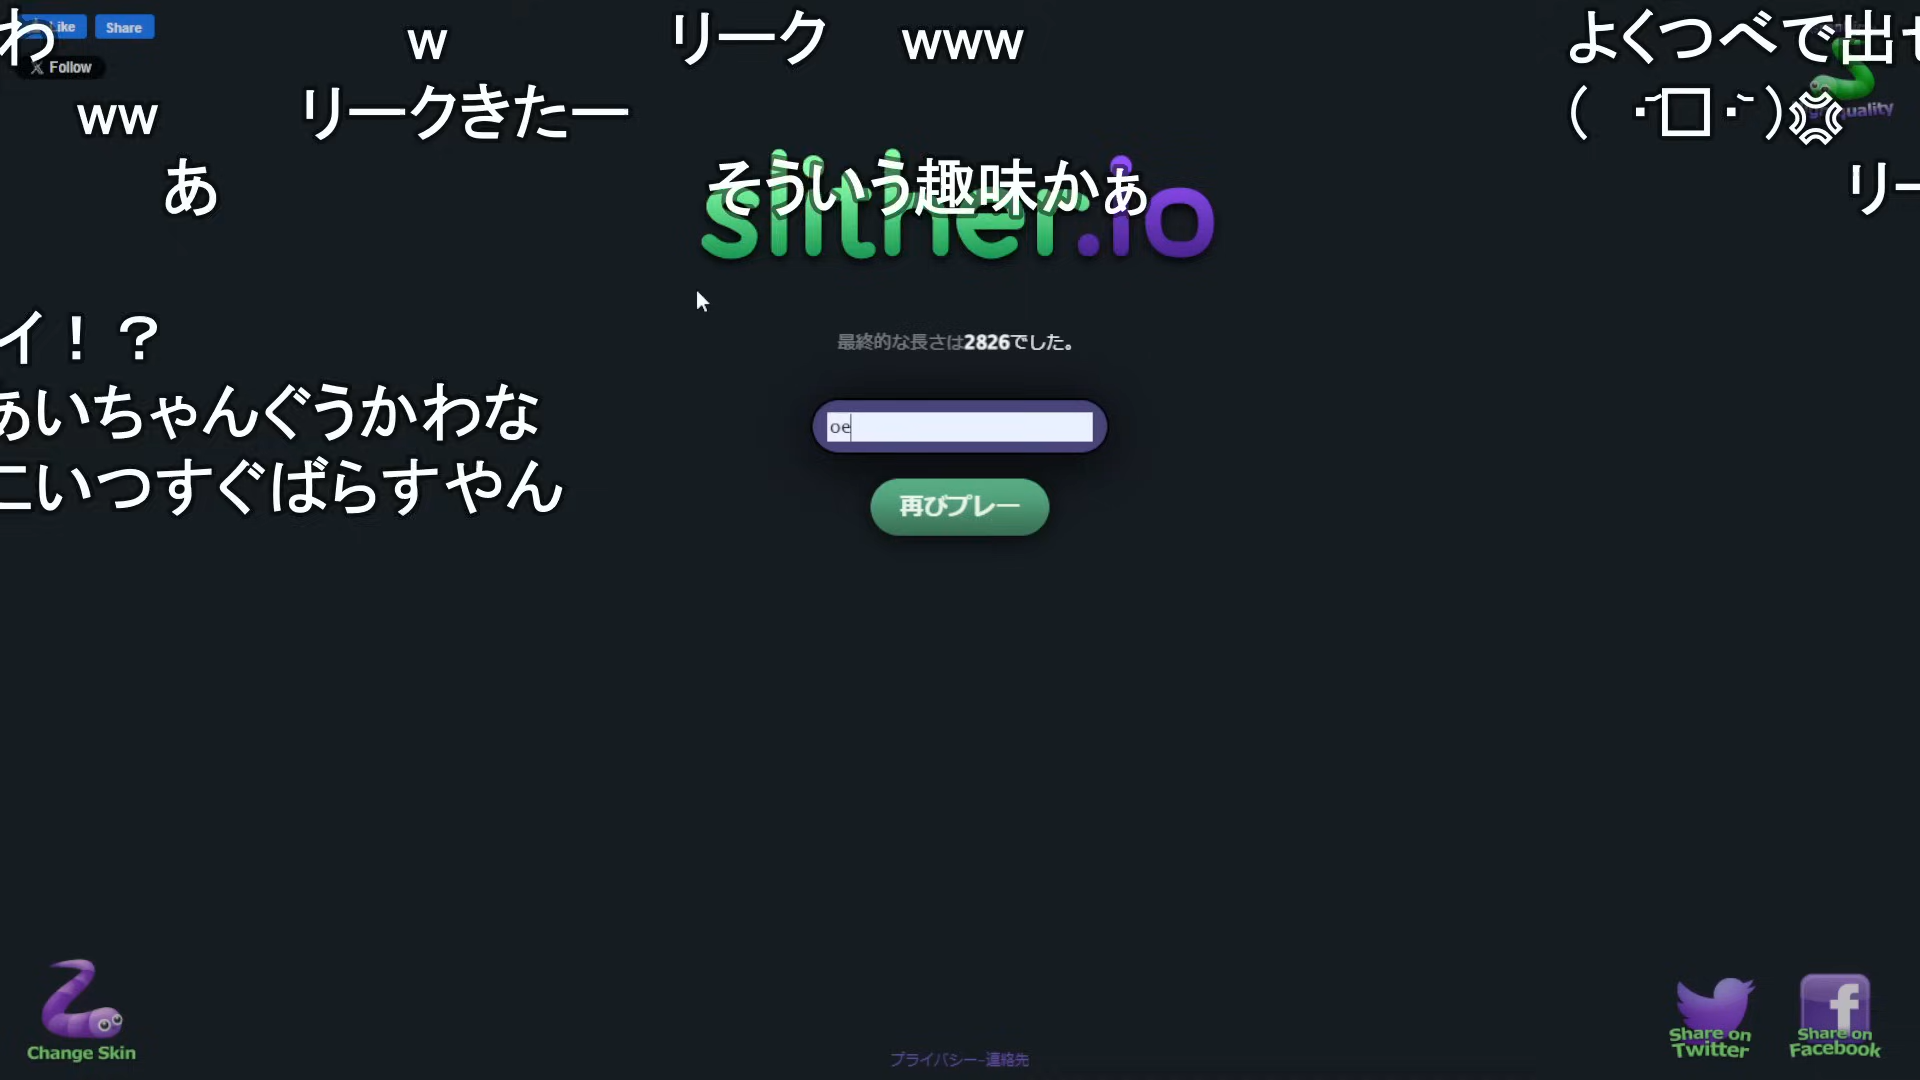 わ
Like
Share
w
リーク
www
よくつべで出せ
Follow
ww
リークきたー
(　･᷄□･᷅ )💢
quality
あ
そういう趣味かぁ
リー
slither.io
イ！？
最終的な長さは2826でした。
あいちゃんぐうかわな
oe
こいつすぐばらすやん
再びプレー
Change Skin
プライバシー-連絡先
Share on
Twitter
Share on
Facebook